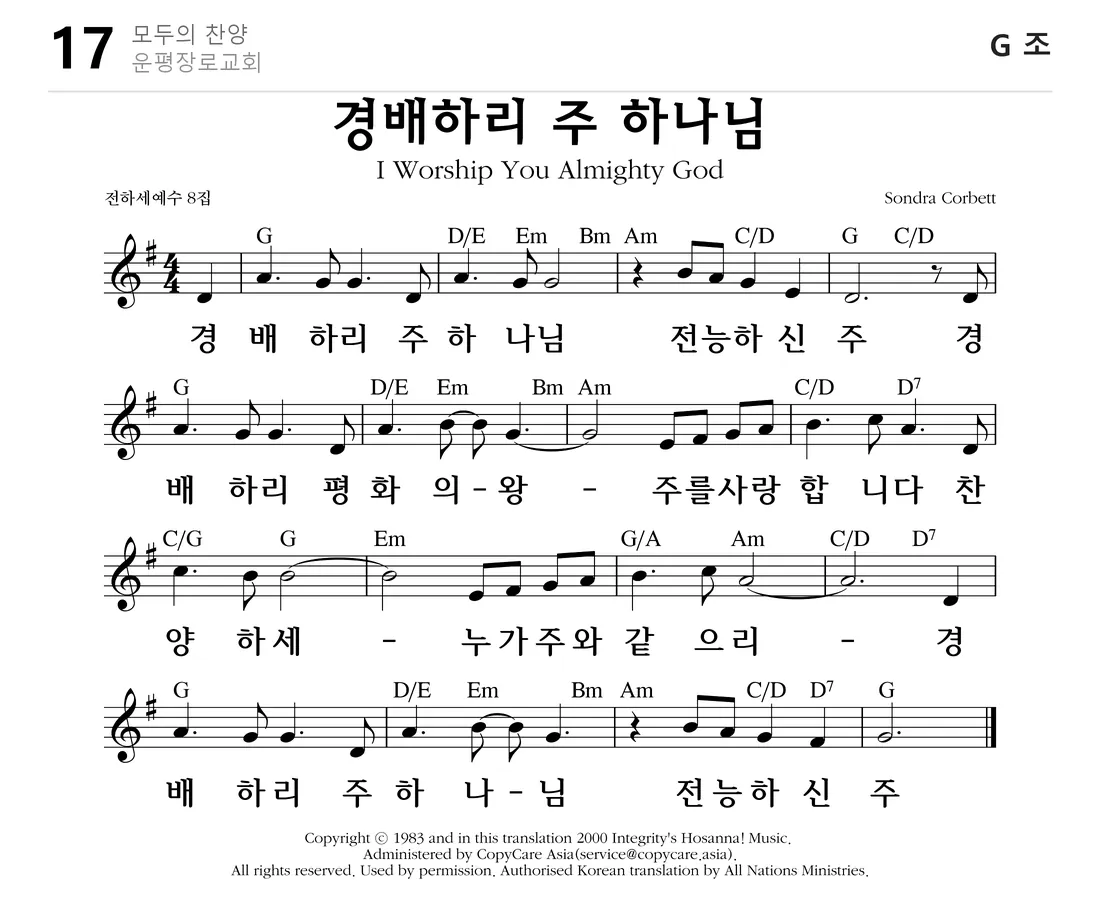 17 모두의 찬양
운평장로교회
G 조
경배하리 주 하나님
I Worship You Almighty God
전하세예수 8집 Sondra Corbett
G D/E Em Bm Am C/D G C/D
4/4
경 배 하리 주 하 나님 전능하 신 주 경
G D/E Em Bm Am C/D D7
배 하리 평 화 의-왕 - 주를사랑 합 니다 찬
C/G G Em G/A Am C/D D7
양 하세 - 누가주와 같 으리 - 경
G D/E Em Bm Am C/D D7 G
배 하리 주 하 나-님 전능하 신 주
Copyright ⓒ 1983 and in this translation 2000 Integrity's Hosanna! Music.
Administered by CopyCare Asia(service@copycare.asia).
All rights reserved. Used by permission. Authorised Korean translation by All Nations Ministries.